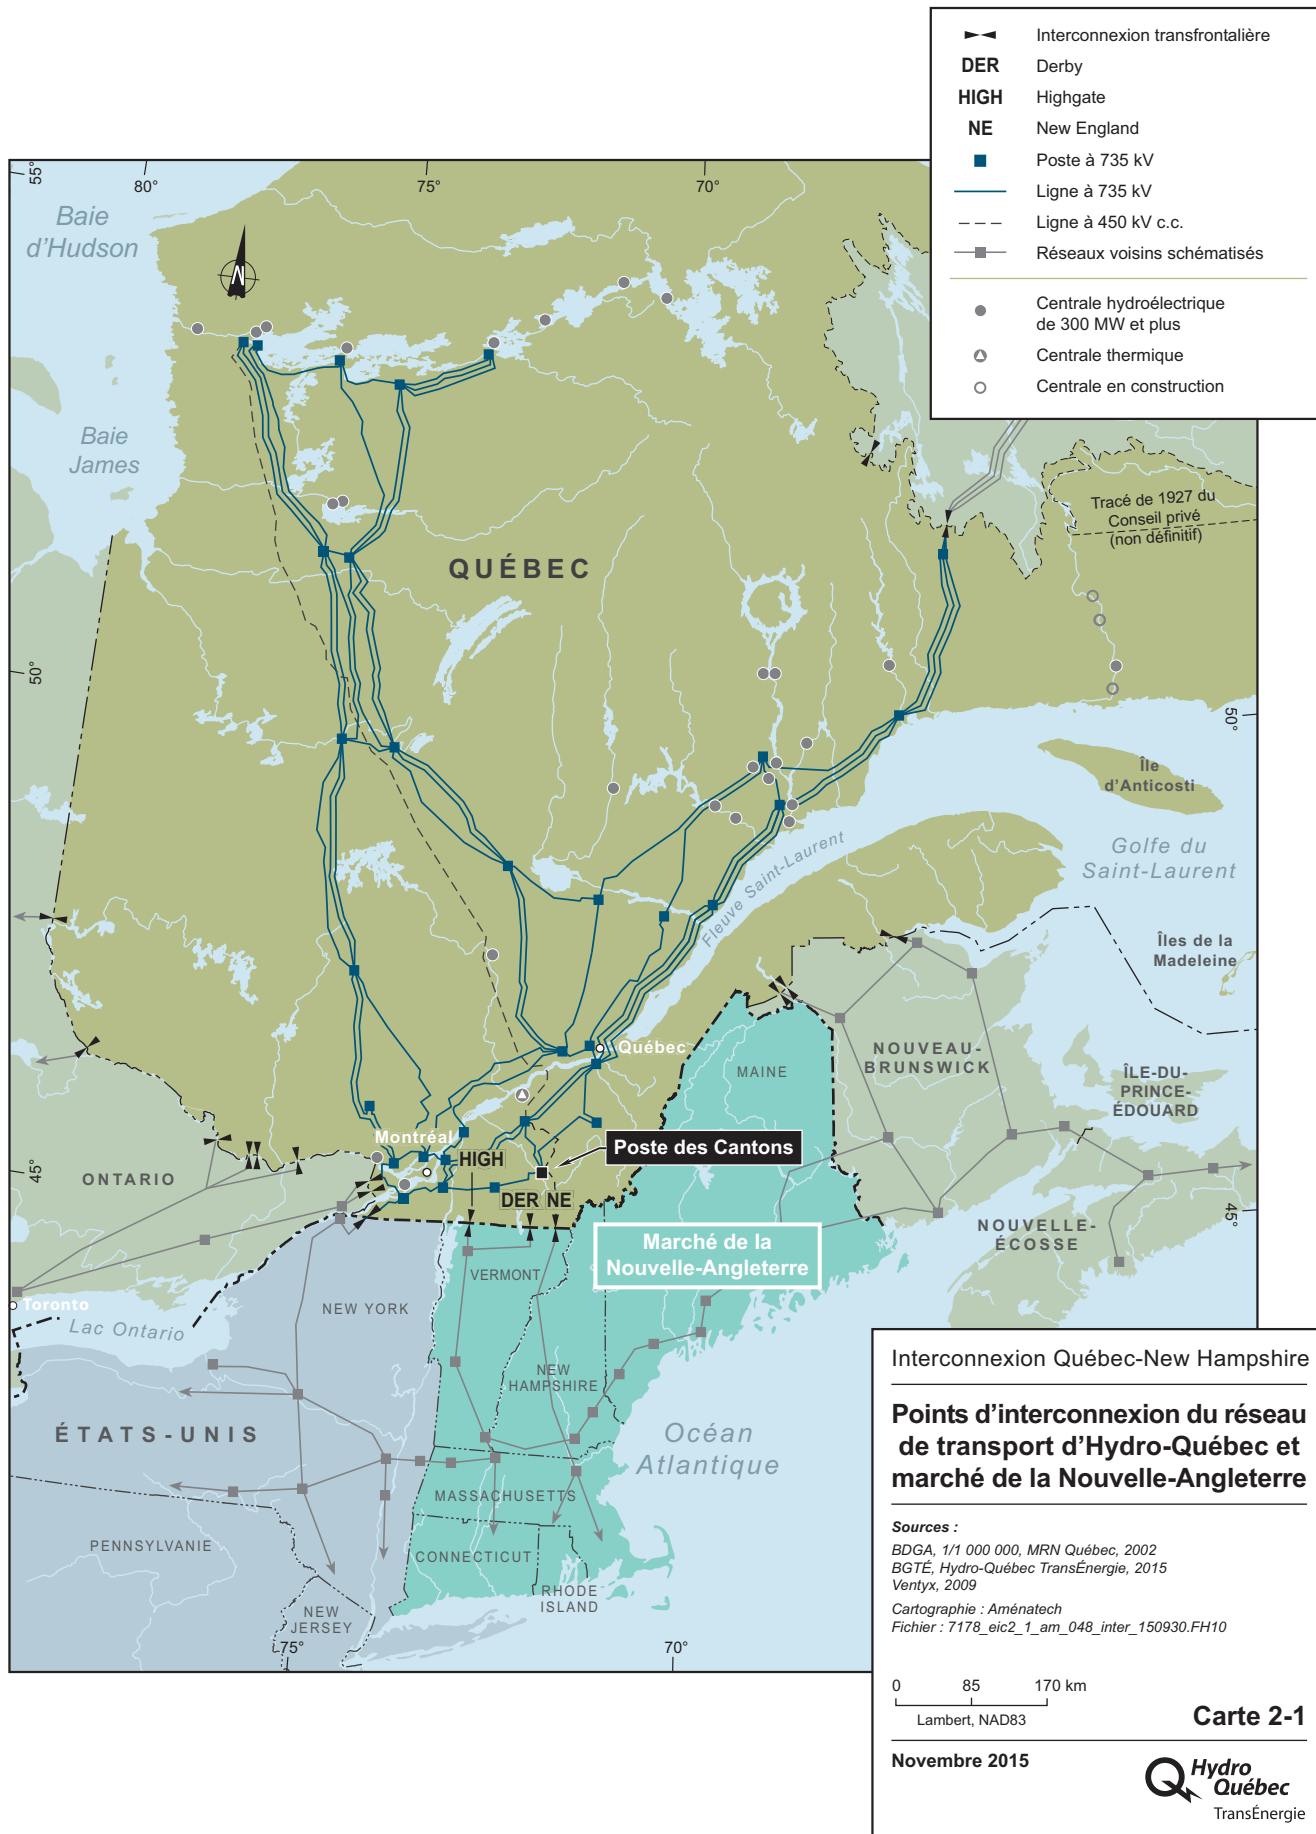 Interconnexion transfrontalière
DER Derby
HIGH Highgate
NE New England
Poste à 735 kV
Ligne à 735 kV
Ligne à 450 kV c.c.
Réseaux voisins schématisés
Centrale hydroélectrique
de 300 MW et plus
Centrale thermique
Centrale en construction
55°
80°
75°
70°
Baie
d'Hudson
N
Baie
James
Tracé de 1927 du
Conseil privé
(non définitif)
QUÉBEC
50°
50°
Île
d'Anticosti
Golfe du
Saint-Laurent
Fleuve Saint-Laurent
Îles de la
Madeleine
Québec
NOUVEAU-
BRUNSWICK
MAINE
ÎLE-DU-
PRINCE-
ÉDOUARD
Montréal
Poste des Cantons
HIGH
ONTARIO
45°
DER NE
45°
NOUVELLE-
ÉCOSSE
Marché de la
Nouvelle-Angleterre
VERMONT
Toronto
NEW YORK
Lac Ontario
NEW
HAMPSHIRE
ÉTATS-UNIS
Océan
Atlantique
MASSACHUSETTS
PENNSYLVANIE
CONNECTICUT
RHODE
ISLAND
NEW
JERSEY
75°
70°
Interconnexion Québec-New Hampshire
Points d'interconnexion du réseau
de transport d'Hydro-Québec et
marché de la Nouvelle-Angleterre
Sources :
BDGA, 1/1 000 000, MRN Québec, 2002
BGTÉ, Hydro-Québec TransÉnergie, 2015
Ventyx, 2009
Cartographie : Aménatech
Fichier : 7178_eic2_1_am_048_inter_150930.FH10
0 85 170 km
Lambert, NAD83
Carte 2-1
Novembre 2015
Hydro
Québec
TransÉnergie